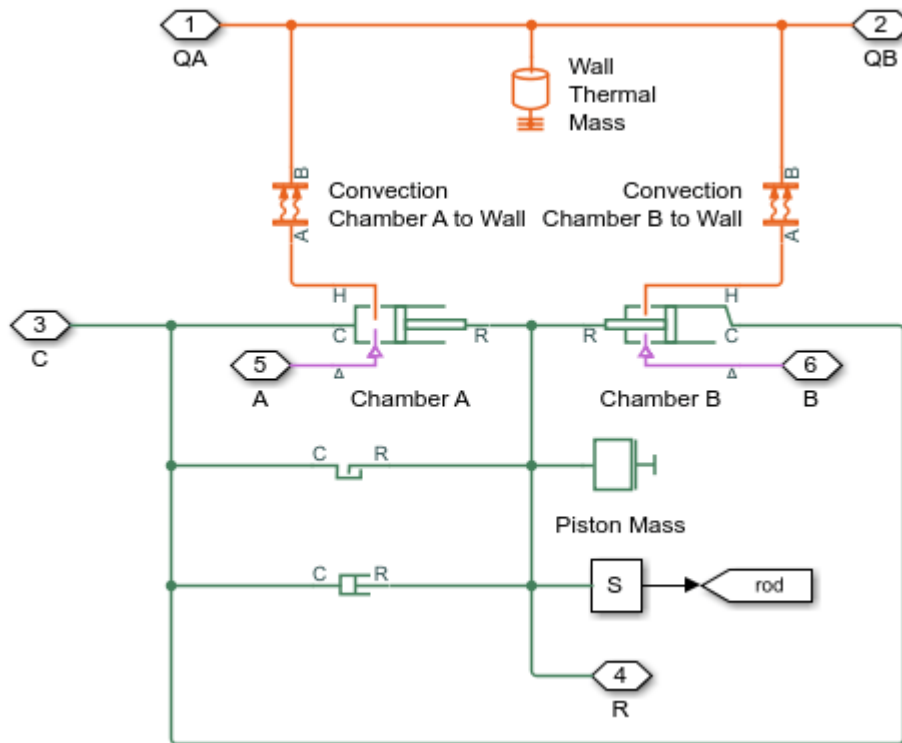 1
2
QA
QB
Wall
Thermal
Mass
B
B
Convection
Chamber A to Wall
Convection
Chamber B to Wall
A
A
H
H
3
C
R
R
C
C
5
A
6
A
A
Chamber A
Chamber B
B
C
R
Piston Mass
C
R
S
rod
4
R